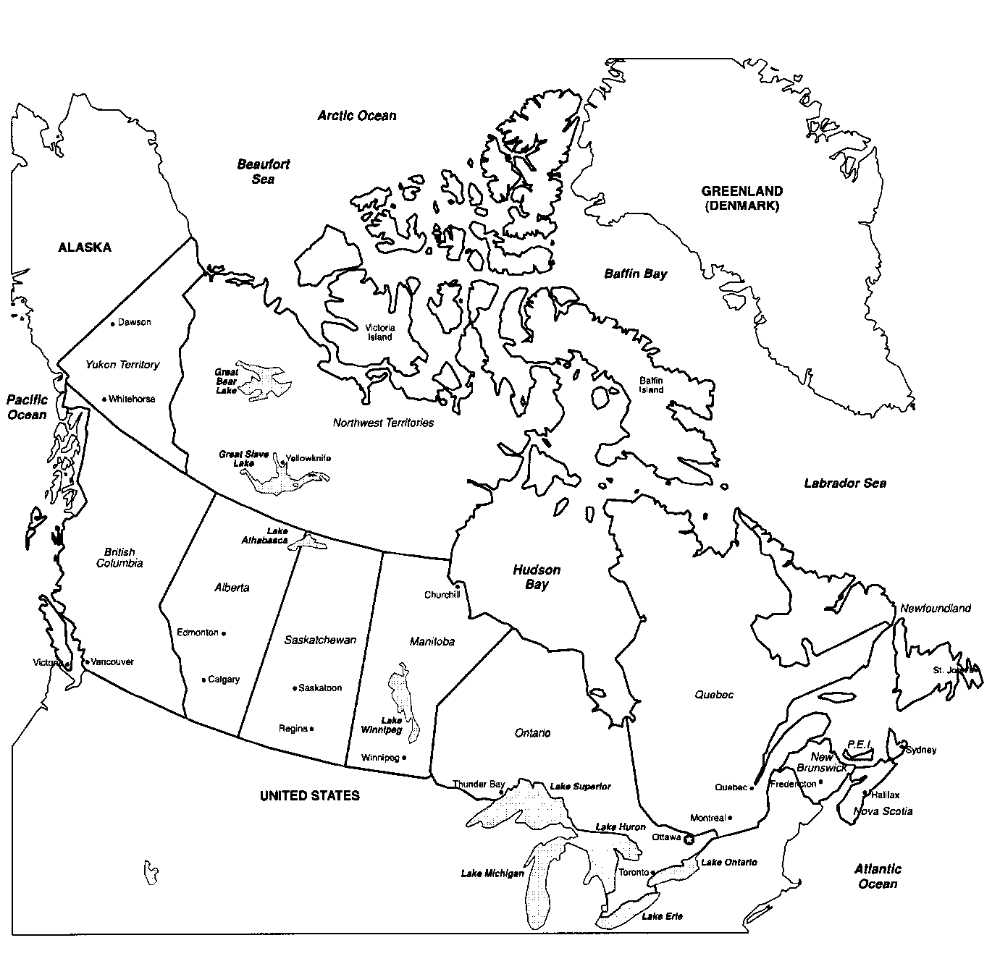 Arctic Ocean
Beaufort
Sea
GREENLAND
(DENMARK)
ALASKA
Baffin Bay
Dawson
Victoria
Island
Yukon Territory
Great
Bear
Lake
Baffin
Island
Pacific
Ocean
Whitehorse
Northwest Territories
Great Slave
Lake
Yellowknife
Labrador Sea
Lake
Athabasca
British
Columbia
Hudson
Bay
Alberta
Churchill
Newfoundland
Edmonton
Saskatchewan
Manitoba
Victoria
Vancouver
St. John's
Calgary
Saskatoon
Quebec
Lake
Winnipeg
Regina
Ontario
P.E.I.
Sydney
Winnipeg
New
Brunswick
Thunder Bay
Lake Superior
Quebec
Fredericton
UNITED STATES
Halifax
Nova Scotia
Montreal
Lake Huron
Ottawa
Lake Ontario
Lake Michigan
Toronto
Atlantic
Ocean
Lake Erie